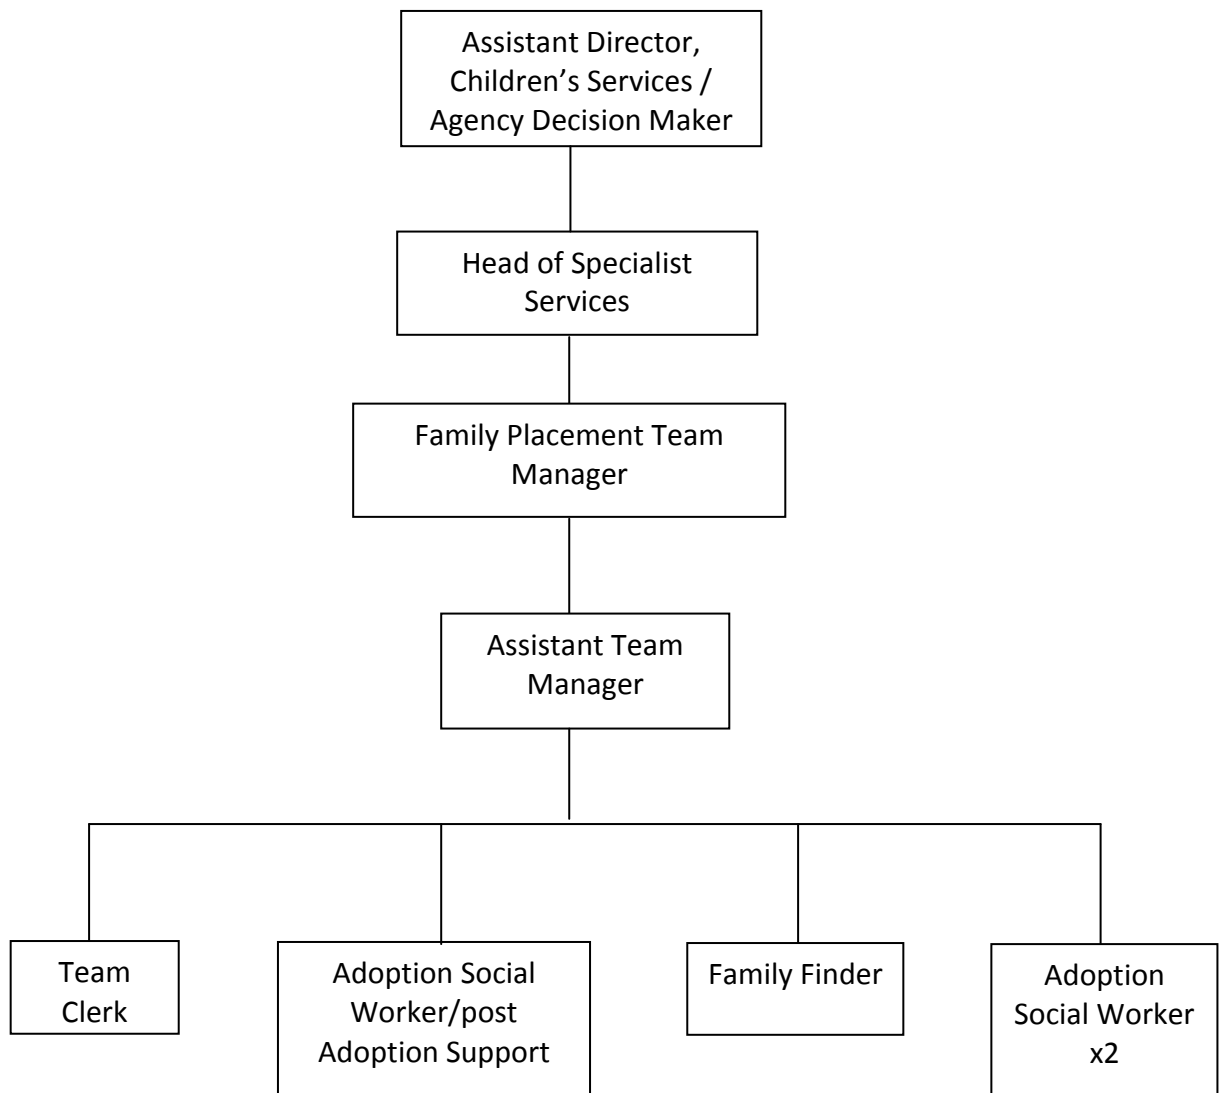 Assistant Director,
Children’s Services /
Agency Decision Maker
Head of Specialist
Services
Family Placement Team
Manager
Assistant Team
Manager
Team
Clerk
Adoption Social
Worker/post
Adoption Support
Family Finder
Adoption
Social Worker
x2